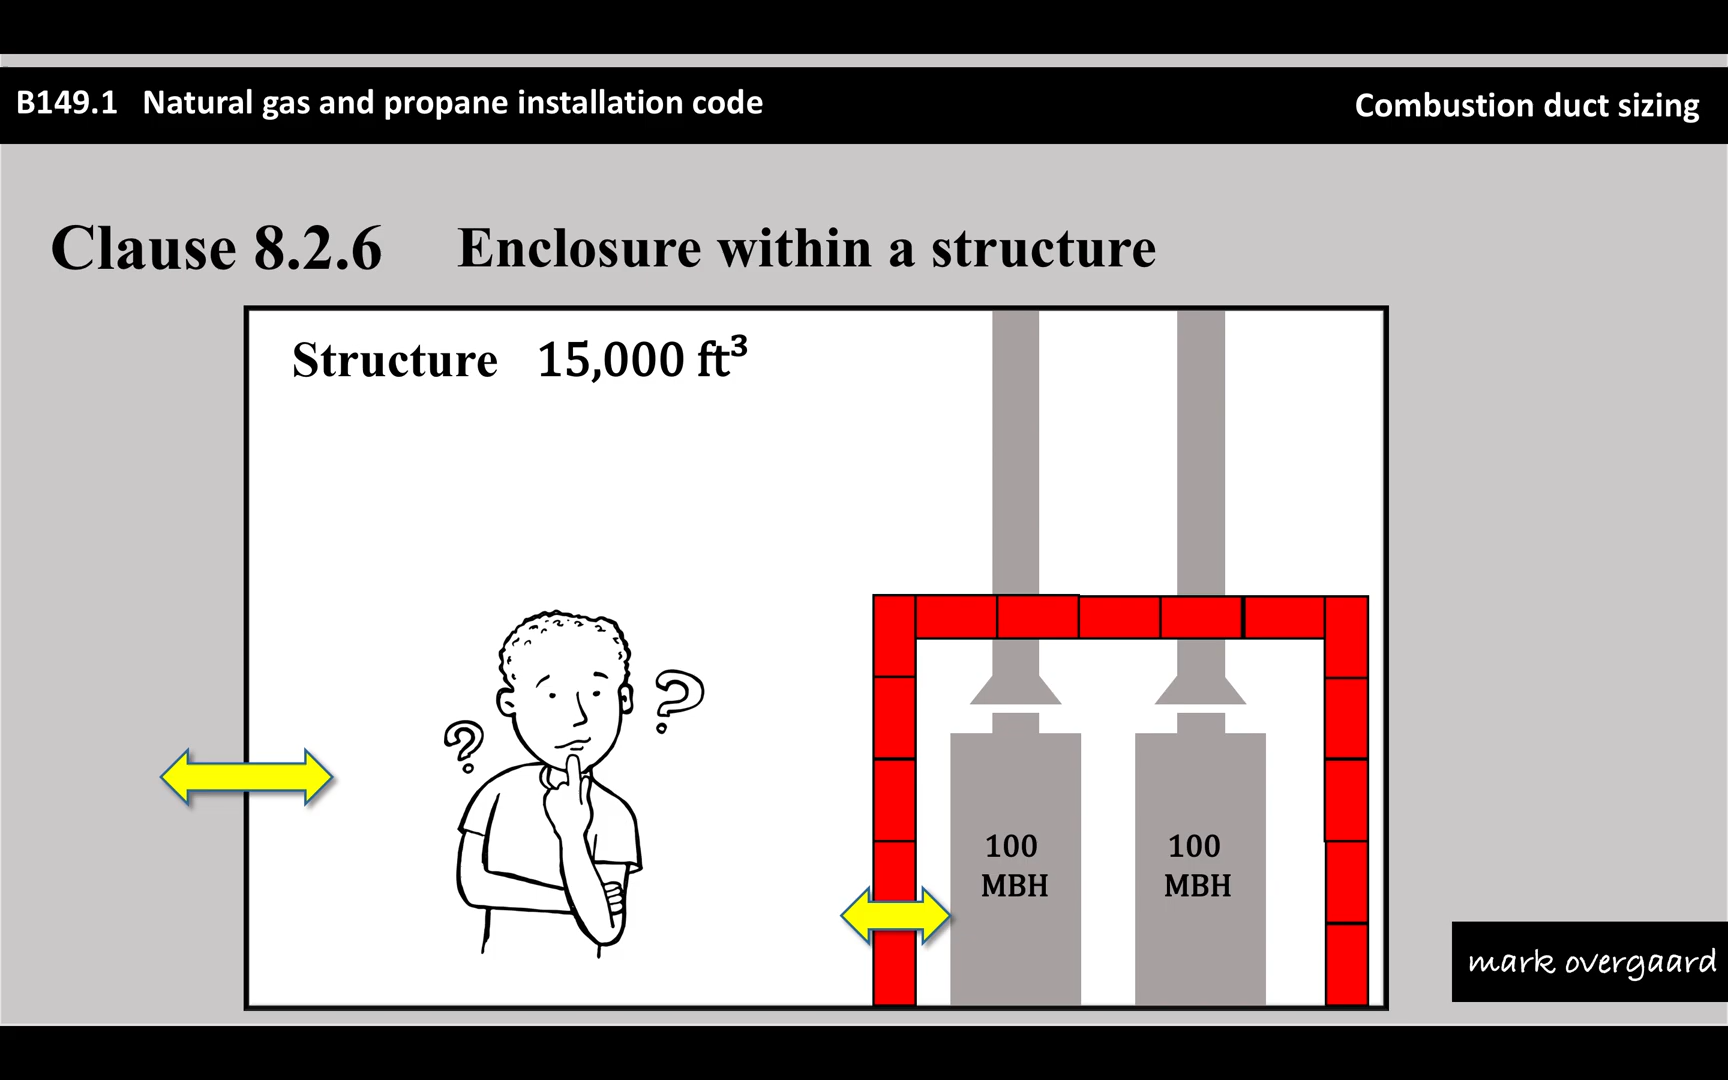 B149.1 Natural gas and propane installation code
Combustion duct sizing
Clause 8.2.6 Enclosure within a structure
Structure 15,000 ft³
?
?
100
MBH
100
MBH
mark overgaard